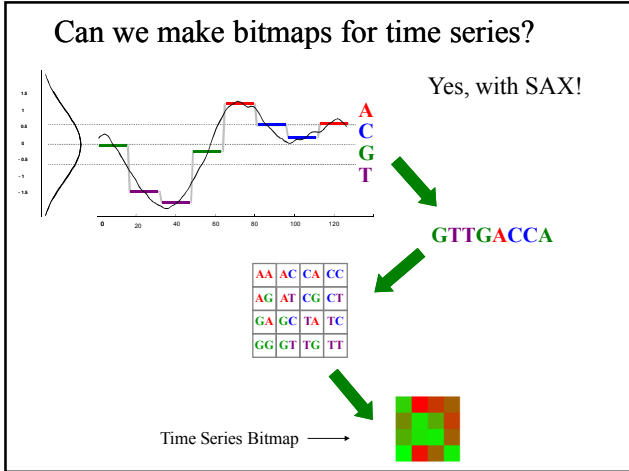 Can we make bitmaps for time series?
Yes, with SAX!
1.5
1
0.5
0
- 0.5
- 1
- 1.5
0 20 40 60 80 100 120
A
C
G
T
GTTGACCA
AA AC CA CC
AG AT CG CT
GA GC TA TC
GG GT TG TT
Time Series Bitmap